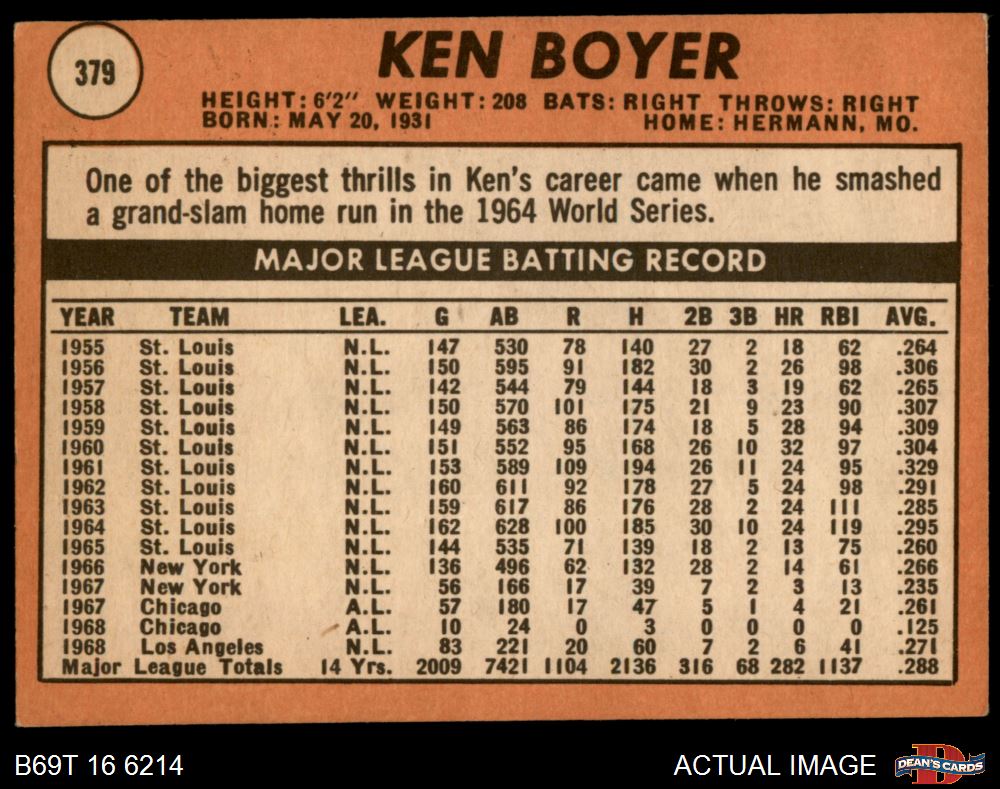 379
KEN BOYER
HEIGHT: 6'2" WEIGHT: 208 BATS: RIGHT THROWS: RIGHT
BORN: MAY 20, 1931 HOME: HERMANN, MO.
One of the biggest thrills in Ken's career came when he smashed
a grand-slam home run in the 1964 World Series.
MAJOR LEAGUE BATTING RECORD
YEAR TEAM LEA. G AB R H 2B 3B HR RBI AVG.
1955 St. Louis N.L. 147 530 78 140 27 2 18 62 .264
1956 St. Louis N.L. 150 595 91 182 30 2 26 98 .306
1957 St. Louis N.L. 142 544 79 144 18 3 19 62 .265
1958 St. Louis N.L. 150 570 101 175 21 9 23 90 .307
1959 St. Louis N.L. 149 563 86 174 18 5 28 94 .309
1960 St. Louis N.L. 151 552 95 168 26 10 32 97 .304
1961 St. Louis N.L. 153 589 109 194 26 11 24 95 .329
1962 St. Louis N.L. 160 611 92 178 27 5 24 98 .291
1963 St. Louis N.L. 159 617 86 176 28 2 24 111 .285
1964 St. Louis N.L. 162 628 100 185 30 10 24 119 .295
1965 St. Louis N.L. 144 535 71 139 18 2 13 75 .260
1966 New York N.L. 136 496 62 132 28 2 14 61 .266
1967 New York N.L. 56 166 17 39 7 2 3 13 .235
1967 Chicago A.L. 57 180 17 47 5 1 4 21 .261
1968 Chicago A.L. 10 24 0 3 0 0 0 0 .125
1968 Los Angeles N.L. 83 221 20 60 7 2 6 41 .271
Major League Totals 14 Yrs. 2009 7421 1104 2136 316 68 282 1137 .288
B69T 16 6214 ACTUAL IMAGE DEAN'S CARDS